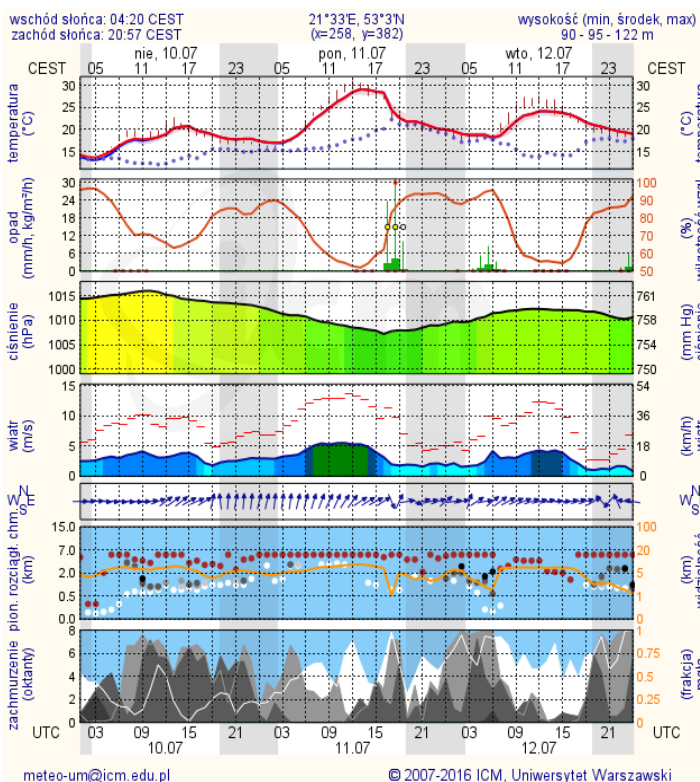 wschód słońca: 04:20 CEST 21°33'E, 53°3'N wysokość (min, środek, max)
zachód słońca: 20:57 CEST (x=258, y=382) 90 - 95 - 122 m
nie, 10.07 pon, 11.07 wto, 12.07
CEST 05 11 17 23 05 11 17 23 05 11 17 23 CEST
temperatura
(°C)
30
25
20
15
30
25
20
15
opad
(mm/h kg/m²/h)
30
24
18
12
6
0
100
90
80
70
60
50
(%)
ciśnienie
(hPa)
1015
1010
1005
1000
761
758
754
750
(mm Hg)
wiatr
(m/s)
15
10
5
0
54
36
18
0
(km/h)
N
W E
S
N
W E
S
pion. rozciągł. chm.
(km)
15.0
7.0
2.0
0.5
0.0
100
20
5
1
0
(km)
zachmurzenie
(oktanty)
8
6
4
2
0
1
0.75
0.5
0.25
0
(frakcja)
UTC 03 09 15 21 03 09 15 21 03 09 15 21 UTC
10.07 11.07 12.07
meteo-um@icm.edu.pl © 2007-2016 ICM, Uniwersytet Warszawski